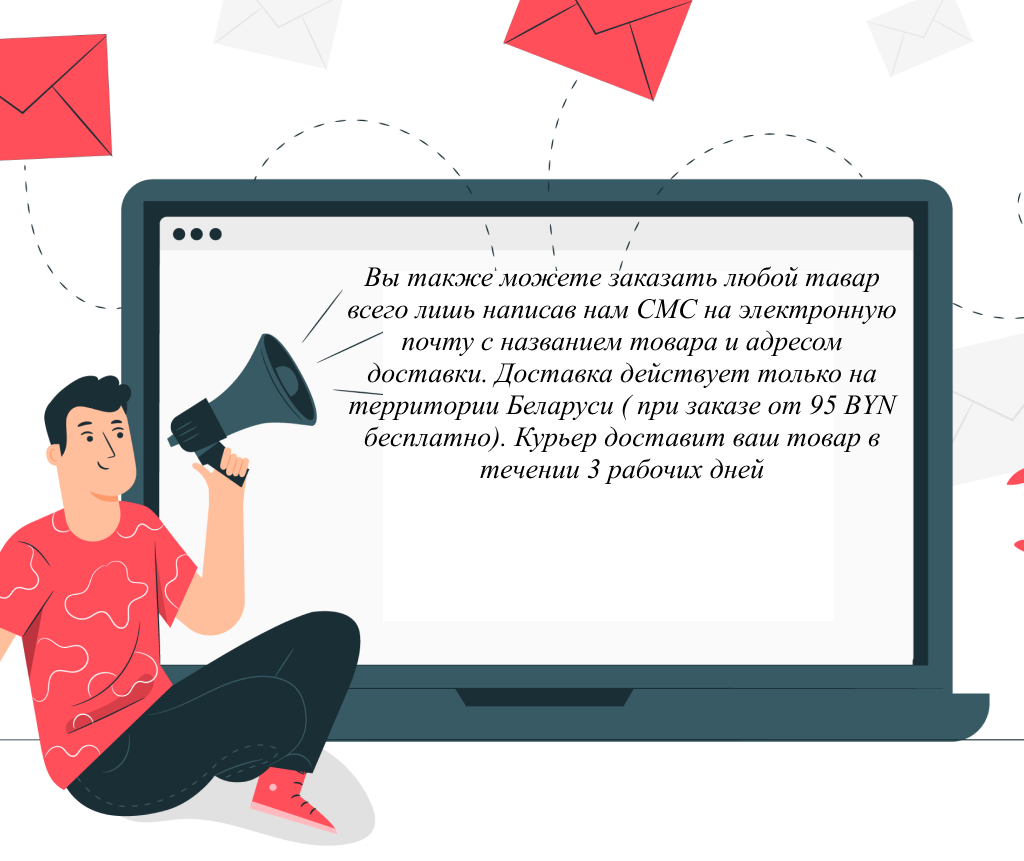 Вы также можете заказать любой тавар
всего лишь написав нам СМС на электронную
почту с названием товара и адресом
доставки. Доставка действует только на
территории Беларуси ( при заказе от 95 BYN
бесплатно). Курьер доставит ваш товар в
течении 3 рабочих дней